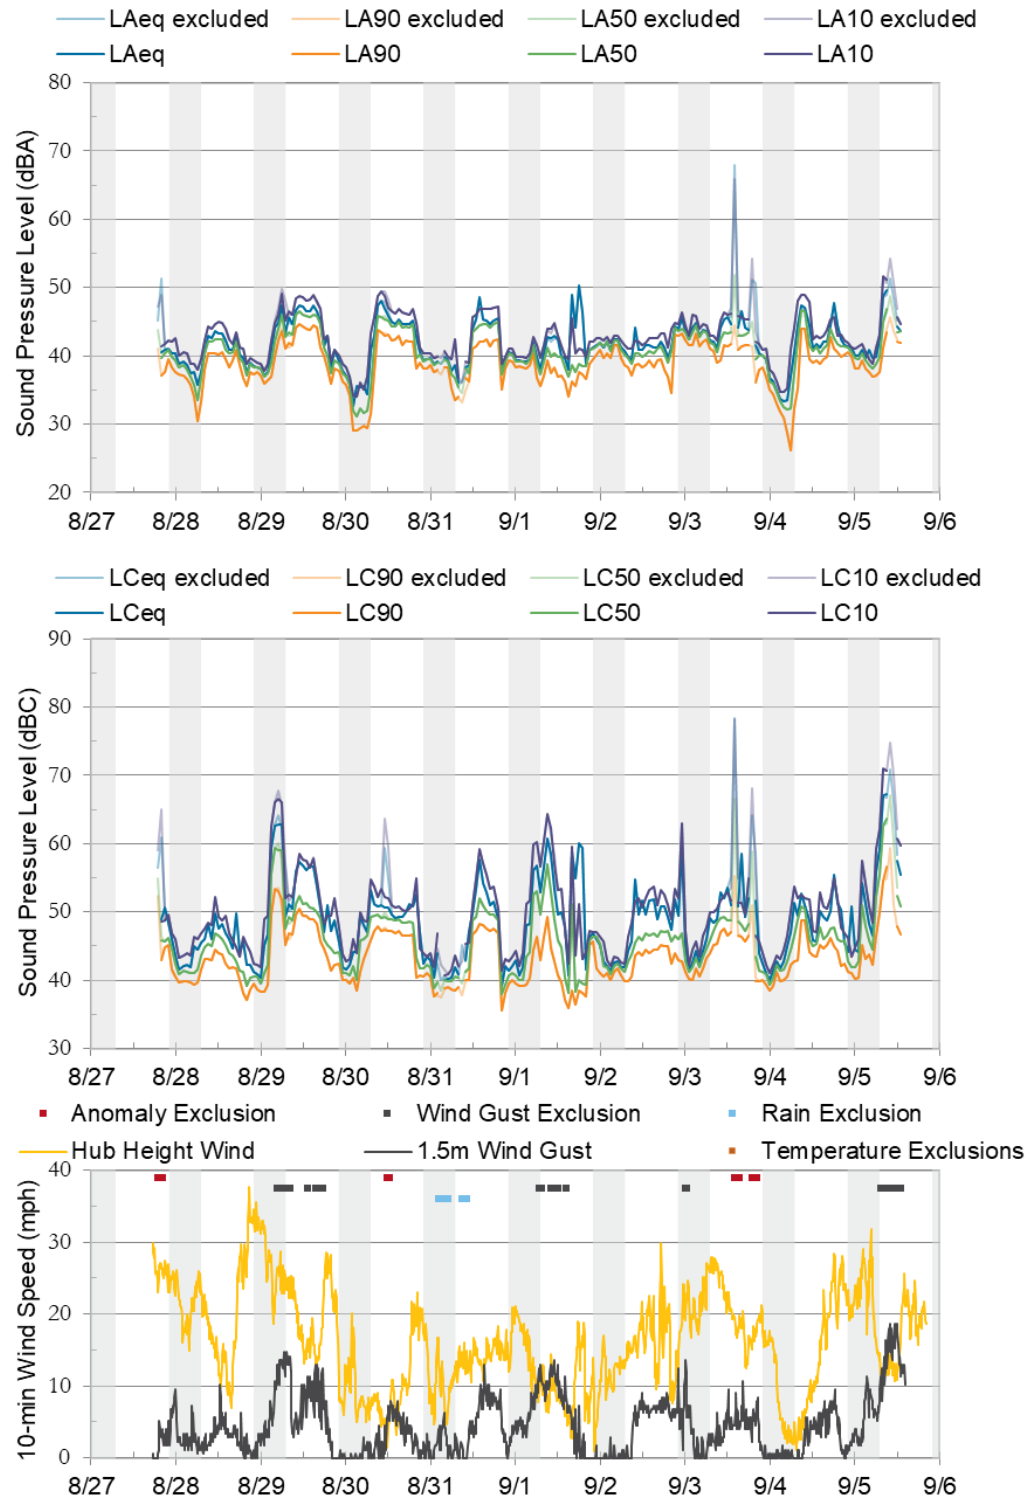 LAeq excluded LA90 excluded LA50 excluded LA10 excluded
LAeq LA90 LA50 LA10
Sound Pressure Level (dBA)
80
70
60
50
40
30
20
8/27 8/28 8/29 8/30 8/31 9/1 9/2 9/3 9/4 9/5 9/6
LCeq excluded LC90 excluded LC50 excluded LC10 excluded
LCeq LC90 LC50 LC10
Sound Pressure Level (dBC)
90
80
70
60
50
40
30
8/27 8/28 8/29 8/30 8/31 9/1 9/2 9/3 9/4 9/5 9/6
Anomaly Exclusion Wind Gust Exclusion Rain Exclusion
Hub Height Wind 1.5m Wind Gust Temperature Exclusions
10-min Wind Speed (mph)
40
30
20
10
0
8/27 8/28 8/29 8/30 8/31 9/1 9/2 9/3 9/4 9/5 9/6